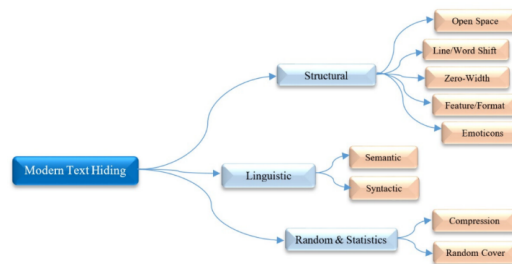 Modern Text Hiding
Structural
Open Space
Line/Word Shift
Zero-Width
Feature/Format
Emoticons
Linguistic
Semantic
Syntactic
Random & Statistics
Compression
Random Cover